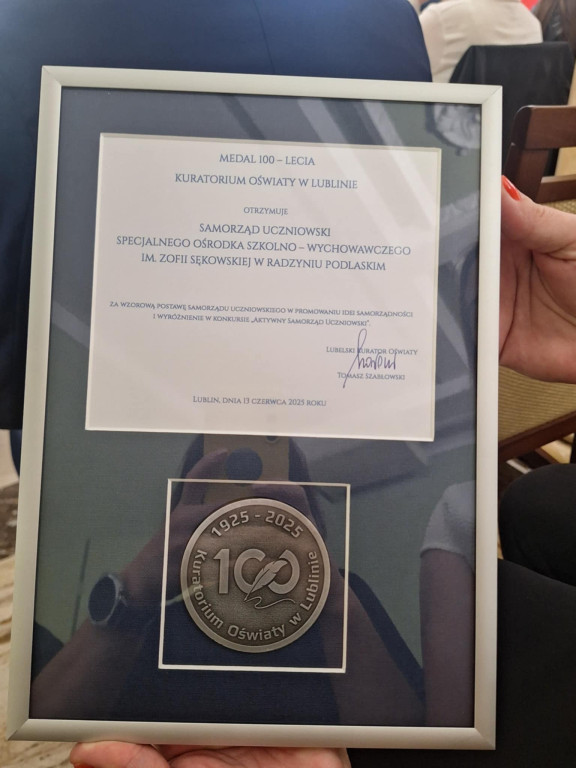 MEDAL 100 – LECIA
KURATORIUM OŚWIATY W LUBLINIE
OTRZYMUJE
SAMORZĄD UCZNIOWSKI
SPECJALNEGO OŚRODKA SZKOLNO – WYCHOWAWCZEGO
IM. ZOFII SĘKOWSKIEJ W RADZYNIU PODLASKIM
ZA WZOROWĄ POSTAWĘ SAMORZĄDU UCZNIOWSKIEGO W PROMOWANIU IDEI SAMORZĄDNOŚCI
I WYRÓŻNIENIE W KONKURSIE „AKTYWNY SAMORZĄD UCZNIOWSKI”.
LUBELSKI KURATOR OŚWIATY
TOMASZ SZABŁOWSKI
LUBLIN, DNIA 13 CZERWCA 2025 ROKU
1925 - 2025
100
Kuratorium Oświaty w Lublinie